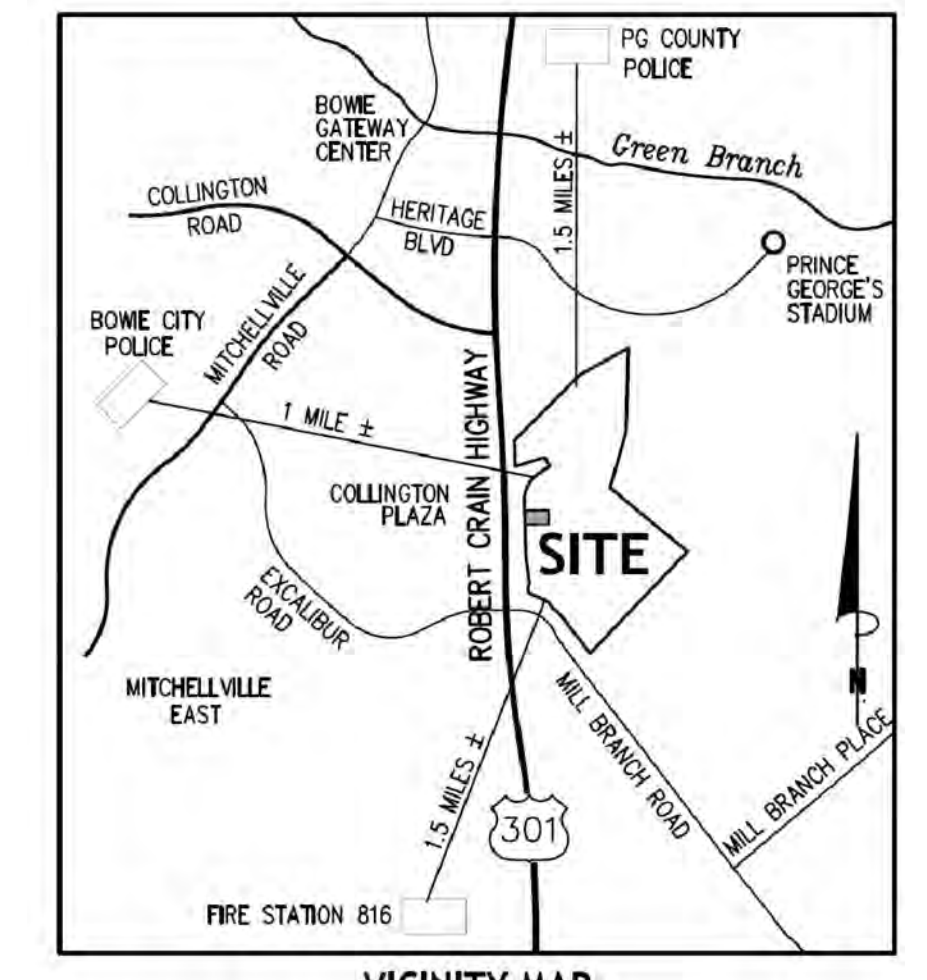 PG COUNTY
POLICE
BOWIE
GATEWAY
CENTER
Green Branch
1.5 MILES ±
COLLINGTON
ROAD
HERITAGE
BLVD
PRINCE
GEORGE'S
STADIUM
MITCHELLVILLE
ROAD
BOWIE CITY
POLICE
1 MILE ±
ROBERT CRAIN HIGHWAY
COLLINGTON
PLAZA
SITE
EXCALIBUR
ROAD
MITCHELLVILLE
EAST
N
MILL BRANCH ROAD
MILL BRANCH PLACE
1.5 MILES ±
301
FIRE STATION 816
VICINITY MAP